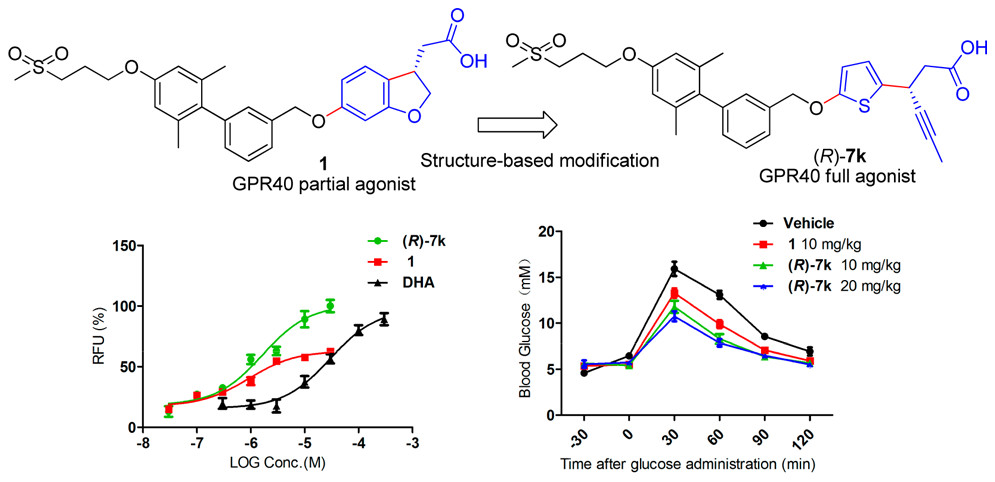 O O
S
O
O
O
O
OH
1
GPR40 partial agonist
Structure-based modification
O O
S
O
O
S
OH
O
(R)-7k
GPR40 full agonist
(R)-7k
1
DHA
150
100
50
0
RFU (%)
-8 -7 -6 -5 -4 -3
LOG Conc.(M)
Vehicle
1 10 mg/kg
(R)-7k 10 mg/kg
(R)-7k 20 mg/kg
20
15
10
5
0
Blood Glucose (mM)
-30 0 30 60 90 120
Time after glucose administration (min)